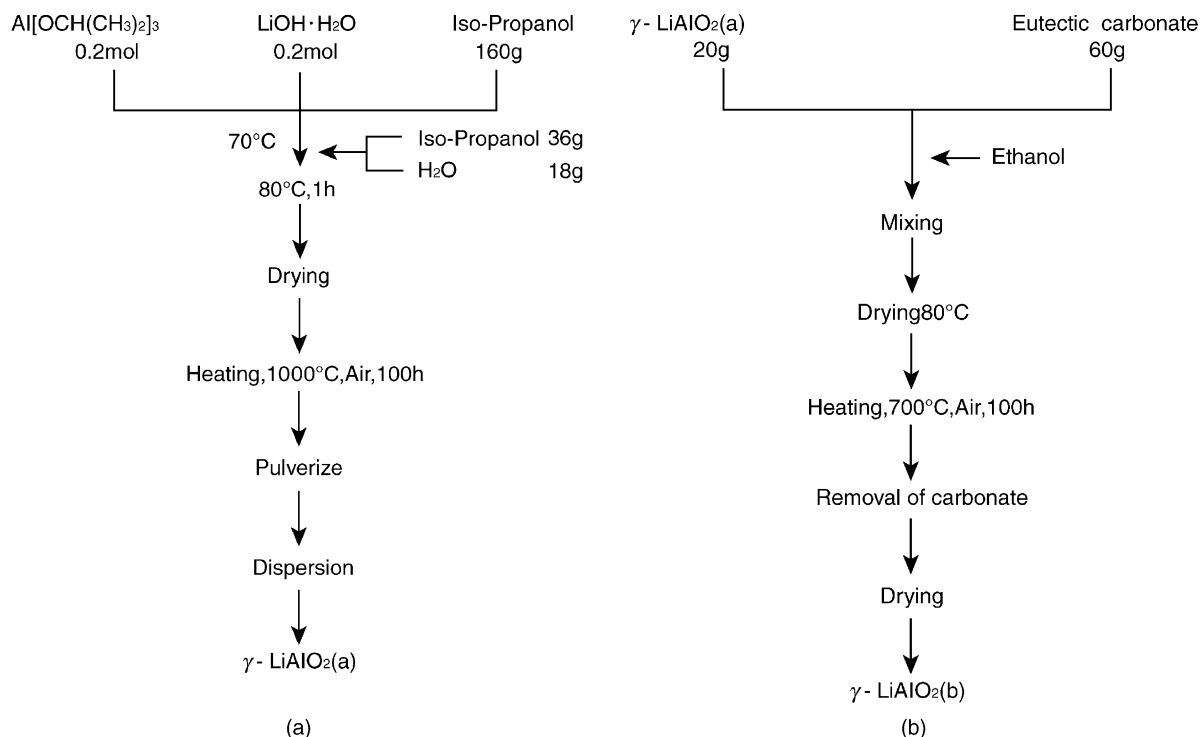 Al[OCH(CH₃)₂]₃ LiOH·H₂O Iso-Propanol
0.2mol 0.2mol 160g
70°C
Iso-Propanol 36g
H₂O 18g
80°C,1h
Drying
Heating,1000°C,Air,100h
Pulverize
Dispersion
γ- LiAlO₂(a)
(a)
γ- LiAlO₂(a) Eutectic carbonate
20g 60g
Ethanol
Mixing
Drying80°C
Heating,700°C,Air,100h
Removal of carbonate
Drying
γ- LiAlO₂(b)
(b)